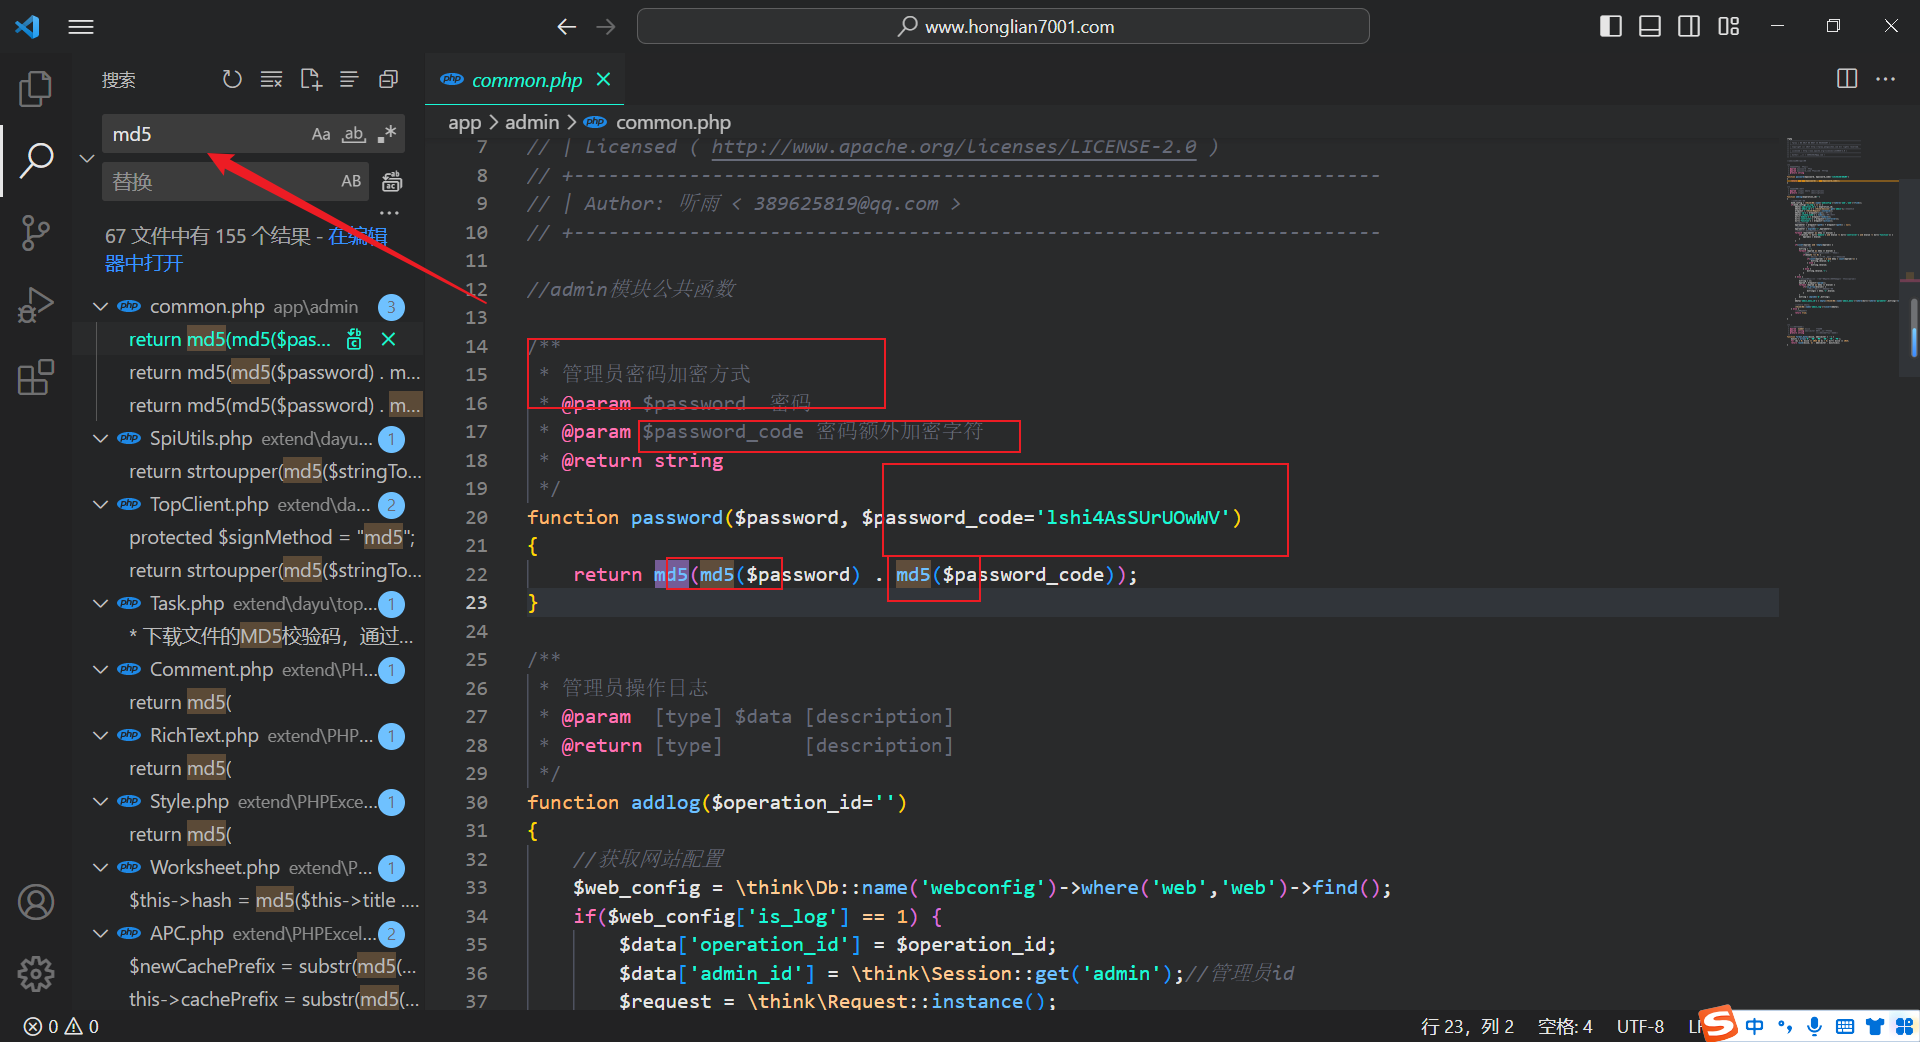 www.honglian7001.com
搜索
md5
Aa
ab
替换
AB
67 文件中有 155 个结果 - 在编辑
器中打开
common.php app\admin 3
return md5(md5($pas...
return md5(md5($password) . m...
return md5(md5($password) . m...
SpiUtils.php extend\dayu... 1
return strtoupper(md5($stringTo...
TopClient.php extend\da... 2
protected $signMethod = "md5";
return strtoupper(md5($stringTo...
Task.php extend\dayu\top... 1
* 下载文件的MD5校验码，通过...
Comment.php extend\PH... 1
return md5(
RichText.php extend\PHP... 1
return md5(
Style.php extend\PHPExce... 1
return md5(
Worksheet.php extend\P... 1
$this->hash = md5($this->title ....
APC.php extend\PHPExcel... 2
$newCachePrefix = substr(md5(...
this->cachePrefix = substr(md5(...
php common.php
app > admin > php common.php
7 // | Licensed ( http://www.apache.org/licenses/LICENSE-2.0 )
8 // +----------------------------------------------------------------------
9 // | Author: 听雨 < 389625819@qq.com >
10 // +----------------------------------------------------------------------
11
12 //admin模块公共函数
13
14 /**
15 * 管理员密码加密方式
16 * @param $password 密码
17 * @param $password_code 密码额外加密字符
18 * @return string
19 */
20 function password($password, $password_code='lshi4AsSUrUOwWV')
21 {
22 return md5(md5($password) . md5($password_code));
23 }
24
25 /**
26 * 管理员操作日志
27 * @param [type] $data [description]
28 * @return [type] [description]
29 */
30 function addlog($operation_id='')
31 {
32 //获取网站配置
33 $web_config = \think\Db::name('webconfig')->where('web','web')->find();
34 if($web_config['is_log'] == 1) {
35 $data['operation_id'] = $operation_id;
36 $data['admin_id'] = \think\Session::get('admin');//管理员id
37 $request = \think\Request::instance();
0 0
行 23，列 2 空格: 4 UTF-8
中